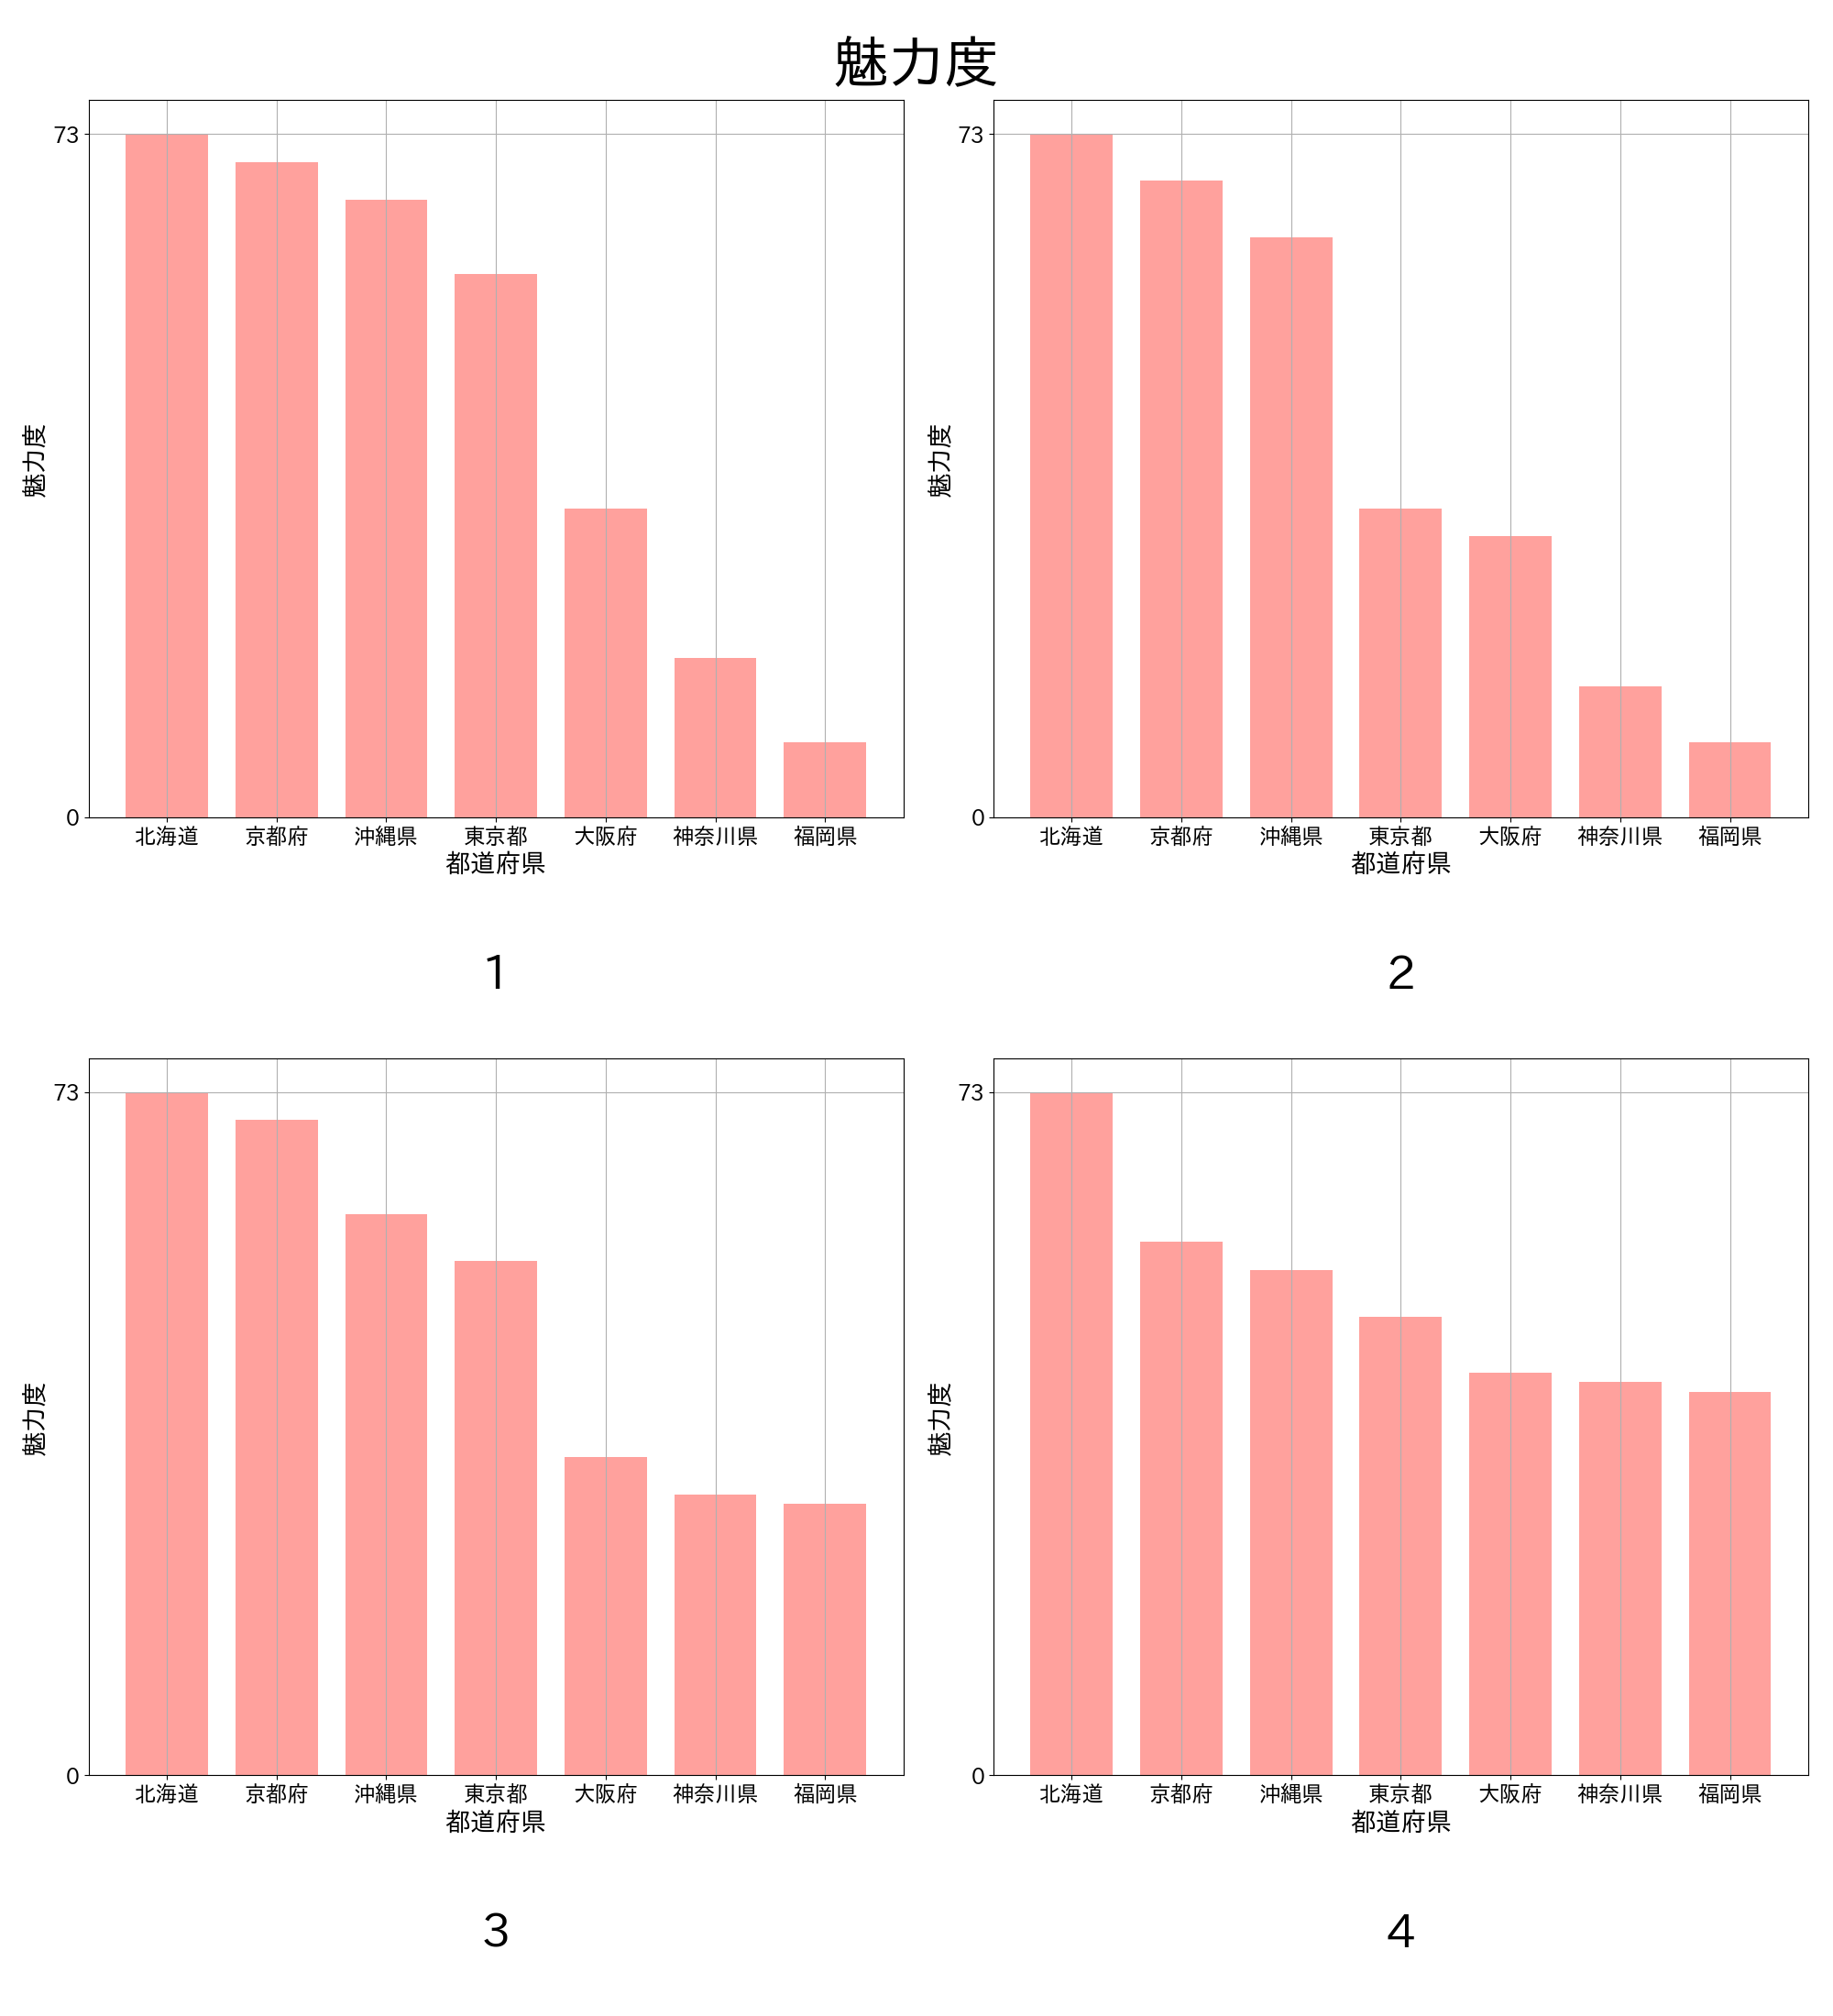 魅力度
73
0
魅力度
北海道 京都府 沖縄県 東京都 大阪府 神奈川県 福岡県
都道府県
1
73
0
魅力度
北海道 京都府 沖縄県 東京都 大阪府 神奈川県 福岡県
都道府県
2
73
0
魅力度
北海道 京都府 沖縄県 東京都 大阪府 神奈川県 福岡県
都道府県
3
73
0
魅力度
北海道 京都府 沖縄県 東京都 大阪府 神奈川県 福岡県
都道府県
4